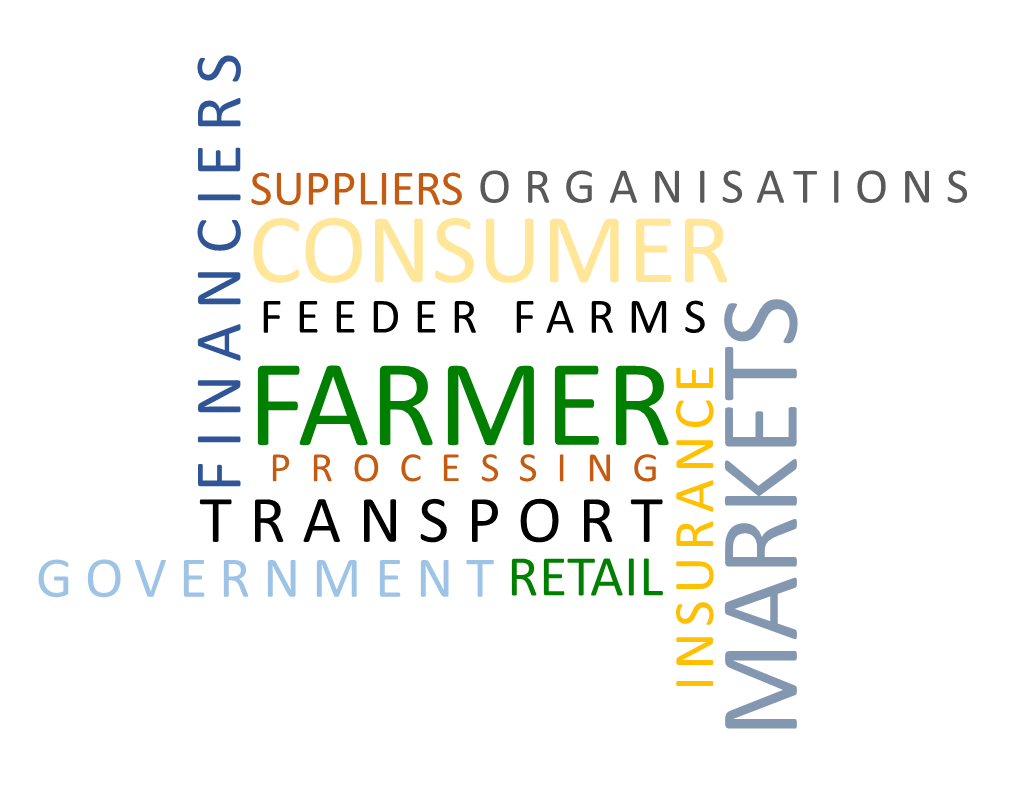 FINANCIERS
SUPPLIERS
ORGANISATIONS
CONSUMER
FEEDER FARMS
FARMER
PROCESSING
TRANSPORT
GOVERNMENT
RETAIL
INSURANCE
MARKETS